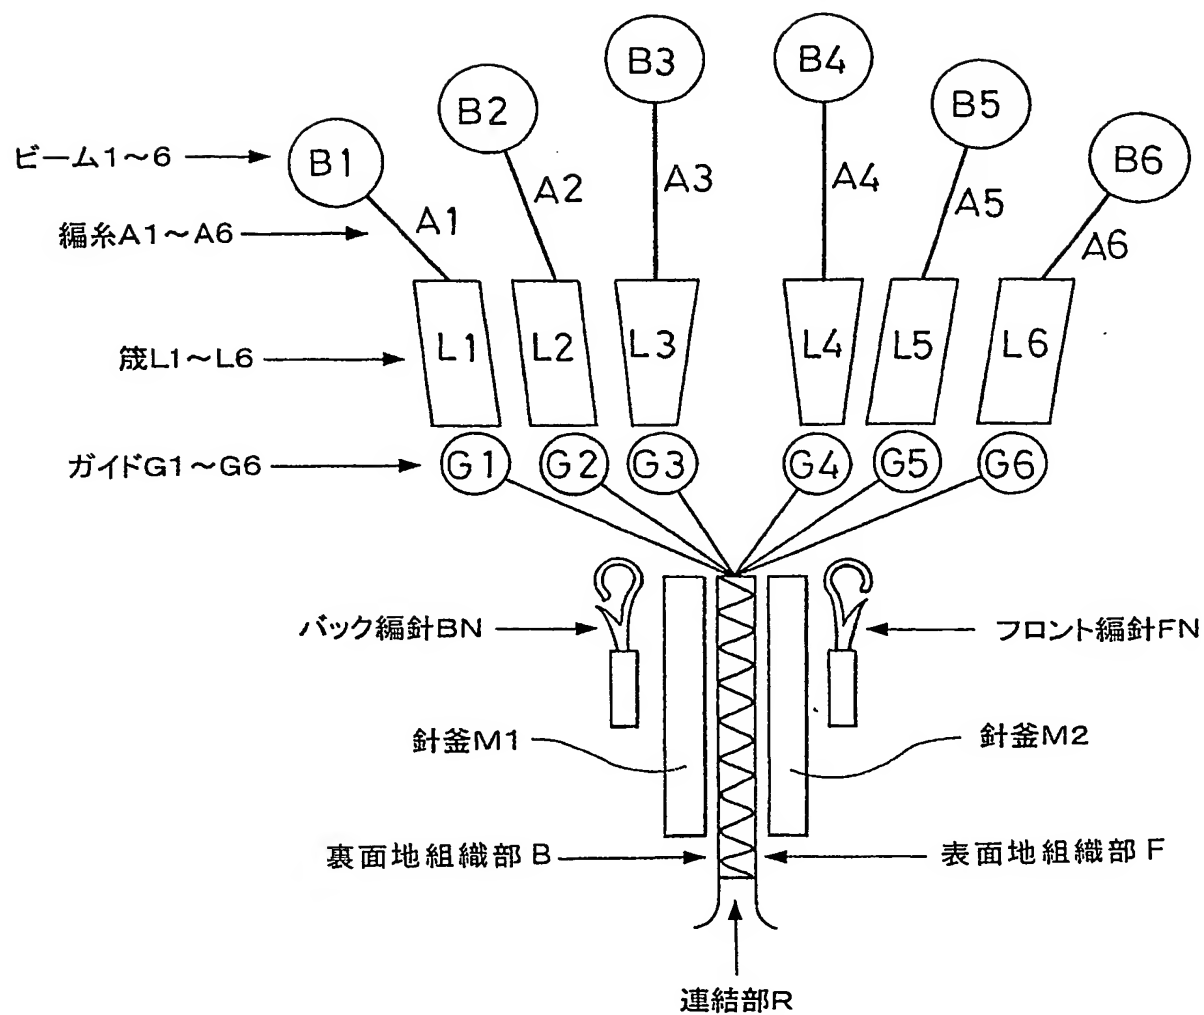 B3
B4
B2
B5
B1
B6
ビーム1～6
A3
A4
A2
A5
A1
A6
編糸A1～A6
L1 L2 L3 L4 L5 L6
筬L1～L6
G1 G2 G3 G4 G5 G6
ガイドG1～G6
バック編針BN
フロント編針FN
針釜M1
針釜M2
裏面地組織部B
表面地組織部F
連結部R